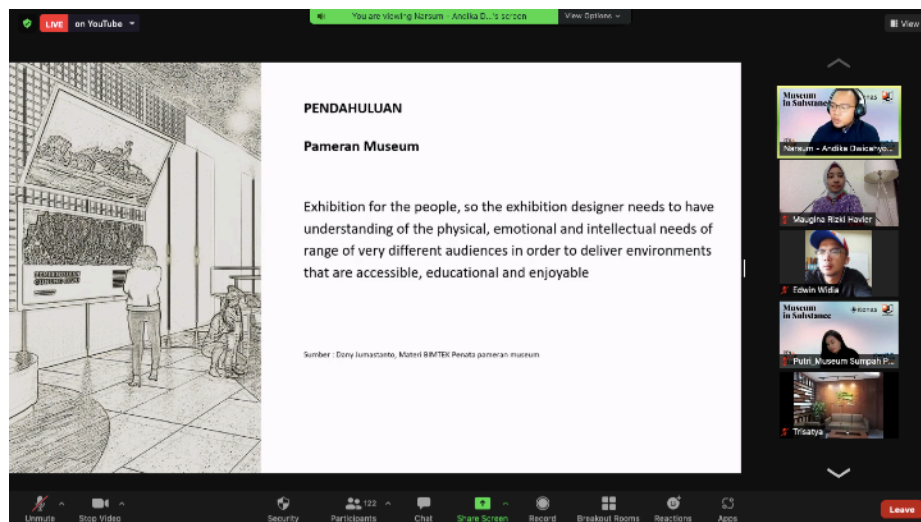 LIVE on YouTube
You are viewing Narsum - Andika D...'s screen
View Options
View
PENDAHULUAN
Pameran Museum
Exhibition for the people, so the exhibition designer needs to have
understanding of the physical, emotional and intellectual needs of
range of very different audiences in order to deliver environments
that are accessible, educational and enjoyable
Sumber : Dany Jumastanto, Materi BIMTEK Penata pameran museum
Museum
in Substance
Narsum - Andika Dwicahyo...
Maugina Rizki Havier
Edwin Widia
Museum
in Substance
Putri_Museum Sumpah P...
Trisatya
Unmute
Stop Video
Security
Participants
122
Chat
Share Screen
Record
Breakout Rooms
Reactions
Apps
Leave